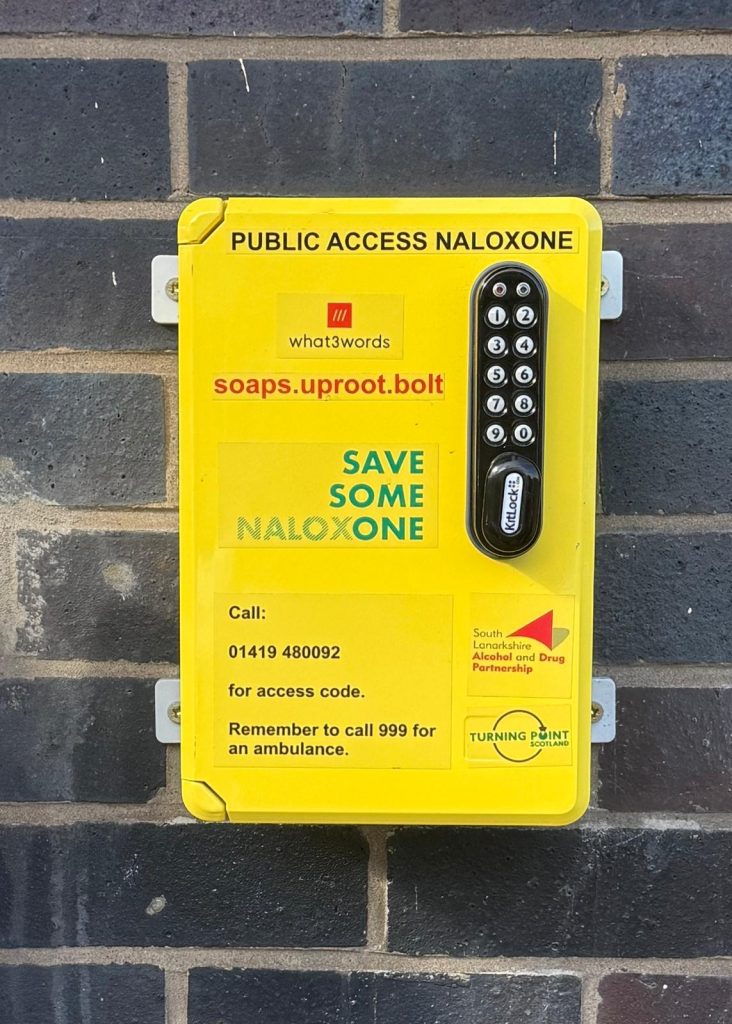 PUBLIC ACCESS NALOXONE
what3words
soaps.uproot.bolt
SAVE
SOME
NALOXONE
1 2
3 4
5 6
7 8
9 0
KitLock
Call:
01419 480092
for access code.
Remember to call 999 for
an ambulance.
South
Lanarkshire
Alcohol and Drug
Partnership
TURNING POINT
SCOTLAND